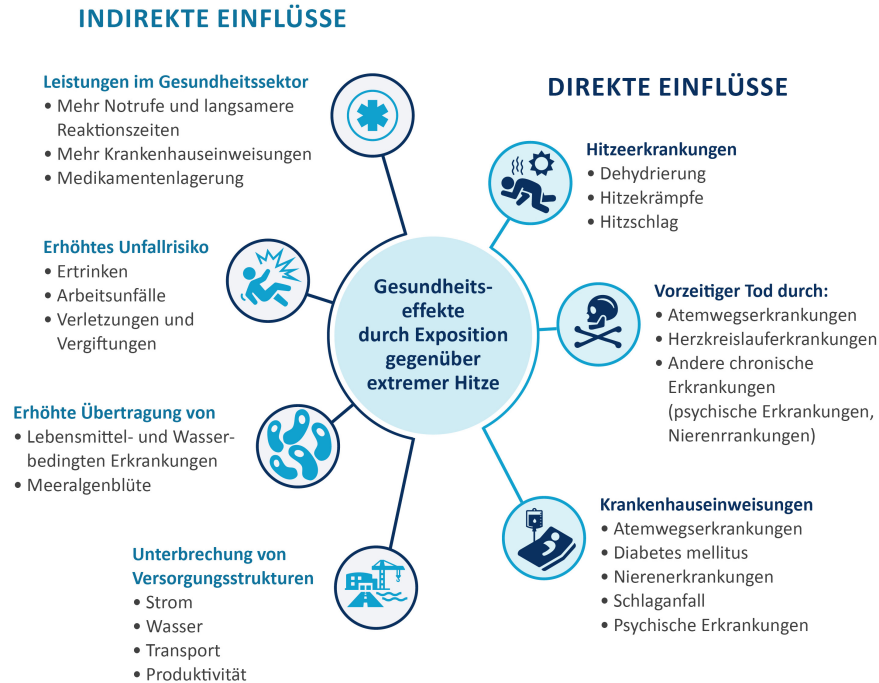 INDIREKTE EINFLÜSSE
Leistungen im Gesundheitssektor
• Mehr Notrufe und langsamere
Reaktionszeiten
• Mehr Krankenhauseinweisungen
• Medikamentenlagerung
Erhöhtes Unfallrisiko
• Ertrinken
• Arbeitsunfälle
• Verletzungen und
Vergiftungen
Erhöhte Übertragung von
• Lebensmittel- und Wasser-
bedingten Erkrankungen
• Meeralgenblüte
Unterbrechung von
Versorgungsstrukturen
• Strom
• Wasser
• Transport
• Produktivität
Gesundheits-
effekte
durch Exposition
gegenüber
extremer Hitze
DIREKTE EINFLÜSSE
Hitzeerkrankungen
• Dehydrierung
• Hitzekrämpfe
• Hitzschlag
Vorzeitiger Tod durch:
• Atemwegserkrankungen
• Herzkreislauferkrankungen
• Andere chronische
Erkrankungen
(psychische Erkrankungen,
Nierenrrankungen)
Krankenhauseinweisungen
• Atemwegserkrankungen
• Diabetes mellitus
• Nierenerkrankungen
• Schlaganfall
• Psychische Erkrankungen